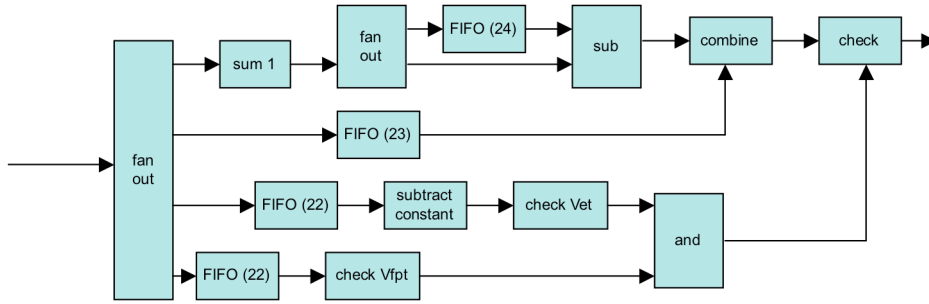 fan
out
sum 1
fan
out
FIFO (24)
sub
combine
check
FIFO (23)
FIFO (22)
subtract
constant
check Vet
and
FIFO (22)
check Vfpt